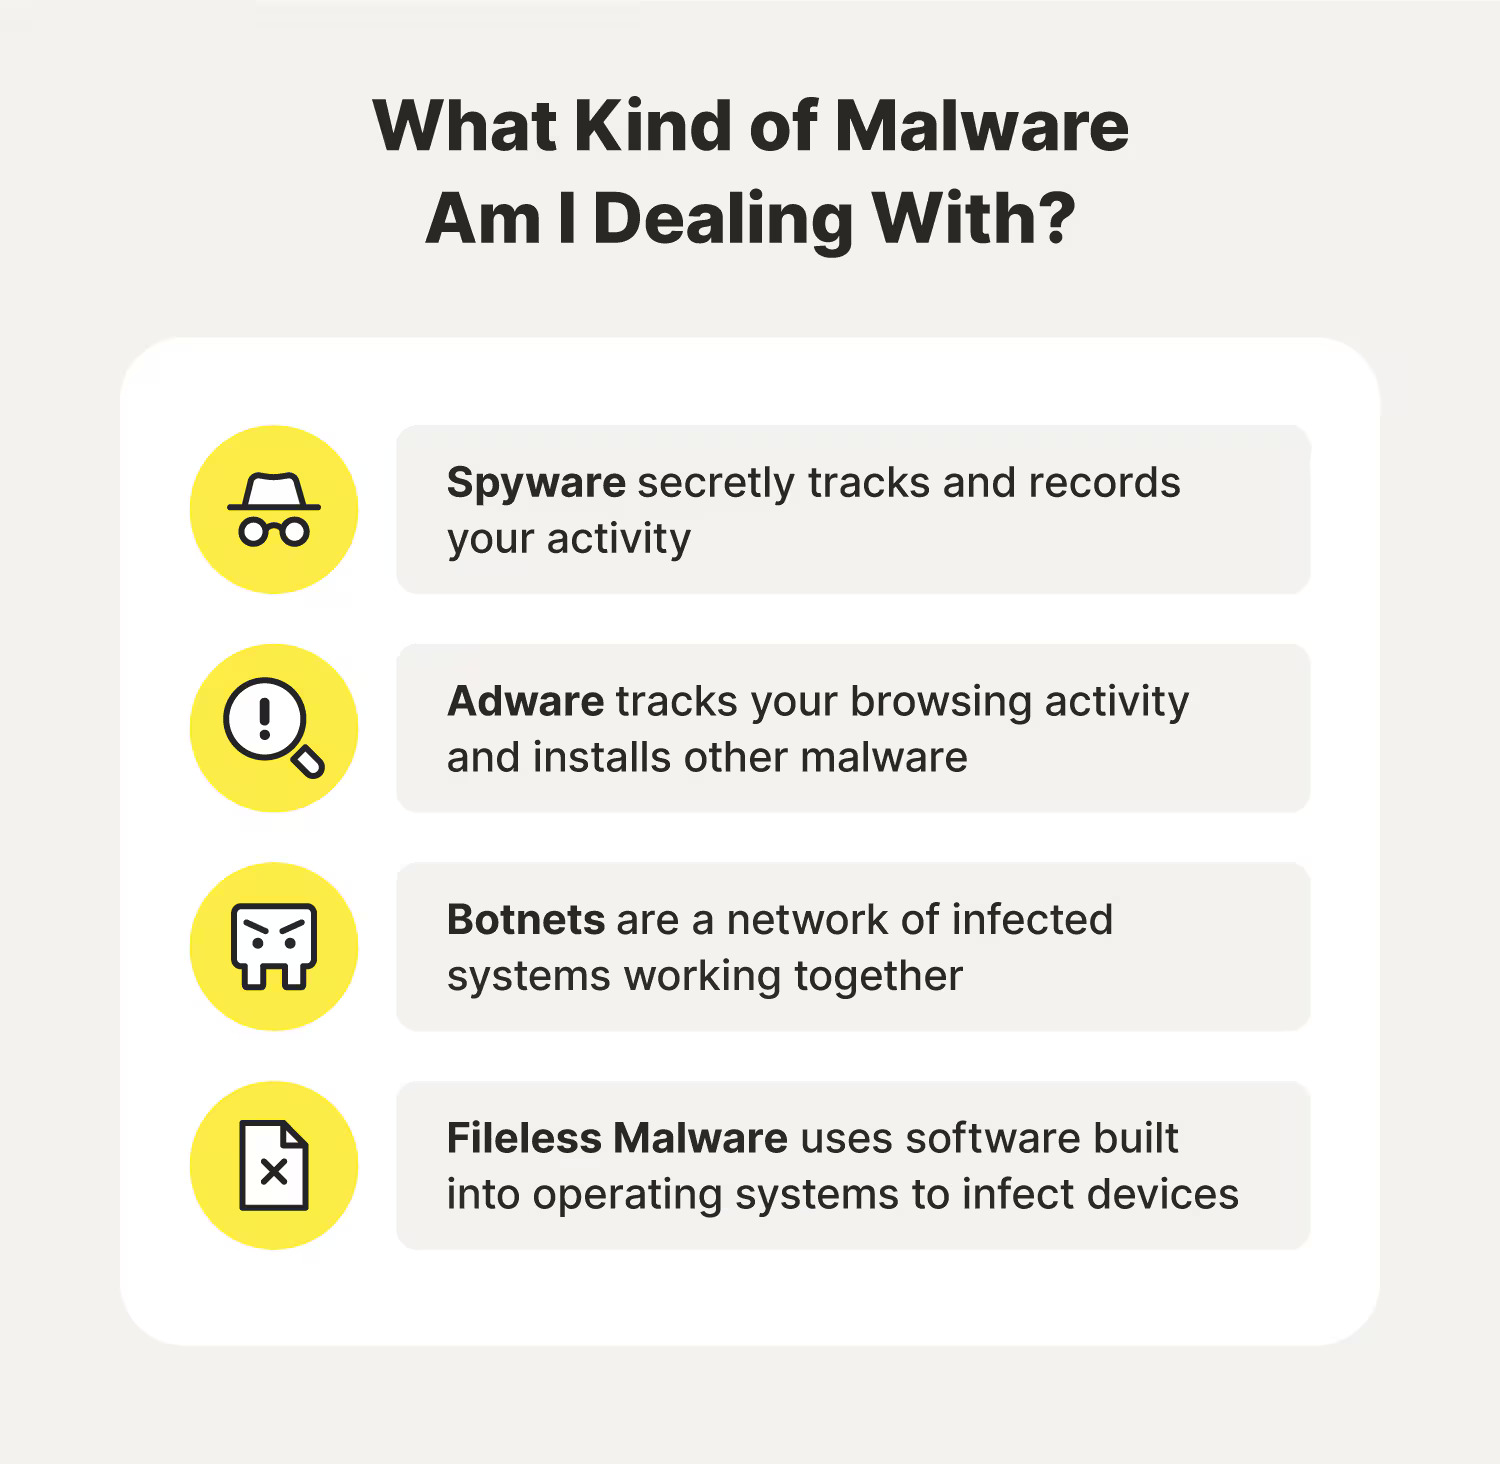 What Kind of Malware
Am I Dealing With?
Spyware secretly tracks and records
your activity
Adware tracks your browsing activity
and installs other malware
Botnets are a network of infected
systems working together
Fileless Malware uses software built
into operating systems to infect devices